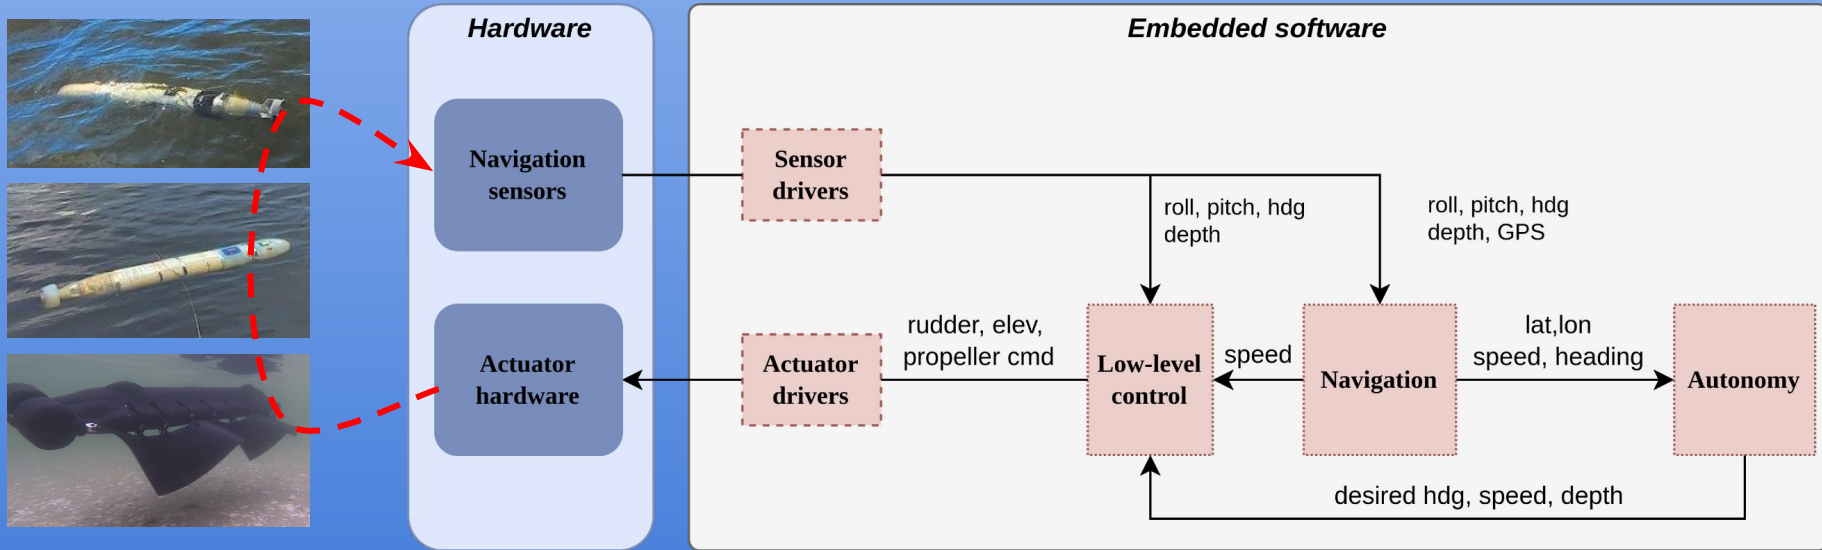 Hardware
Embedded software
Navigation
sensors
Sensor
drivers
roll, pitch, hdg
depth
roll, pitch, hdg
depth, GPS
Actuator
hardware
Actuator
drivers
rudder, elev,
propeller cmd
Low-level
control
speed
Navigation
lat,lon
speed, heading
Autonomy
desired hdg, speed, depth